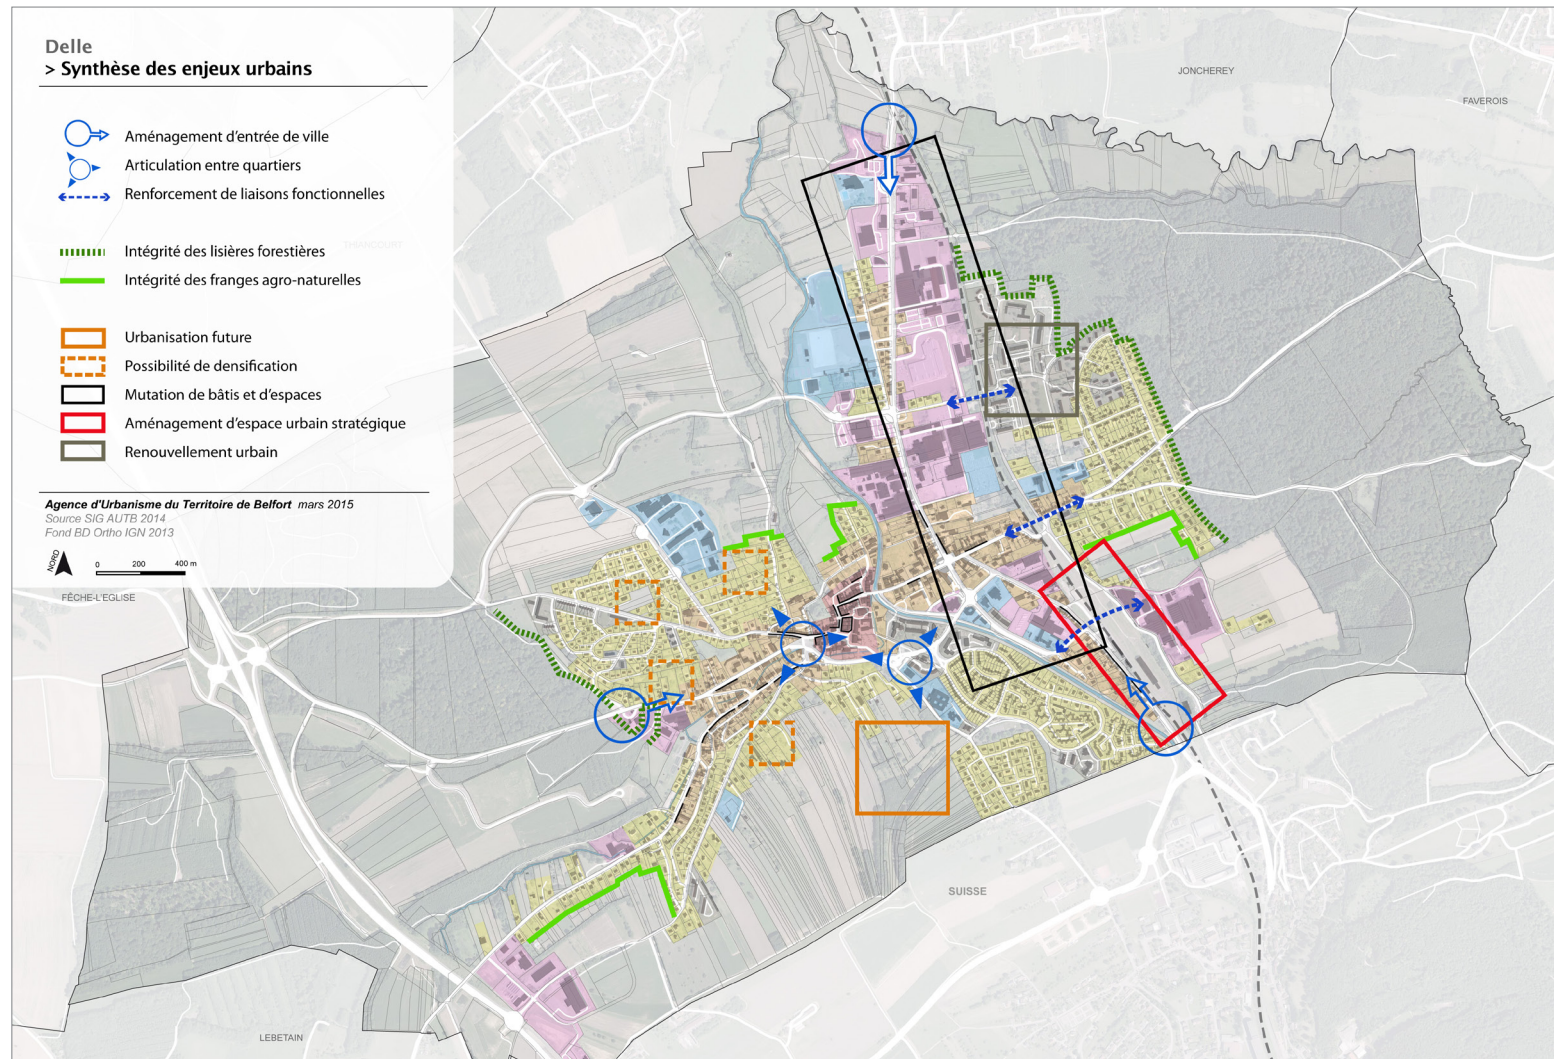 Delle
> Synthèse des enjeux urbains
Aménagement d'entrée de ville
Articulation entre quartiers
Renforcement de liaisons fonctionnelles
Intégrité des lisières forestières
Intégrité des franges agro-naturelles
Urbanisation future
Possibilité de densification
Mutation de bâtis et d'espaces
Aménagement d'espace urbain stratégique
Renouvellement urbain
Agence d'Urbanisme du Territoire de Belfort mars 2015
Source SIG AUTB 2014
Fond BD Ortho IGN 2013
NORD
0 200 400 m
JONCHEREY
FAVEROIS
THIANCOURT
FÊCHE-L'EGLISE
SUISSE
LEBETAIN